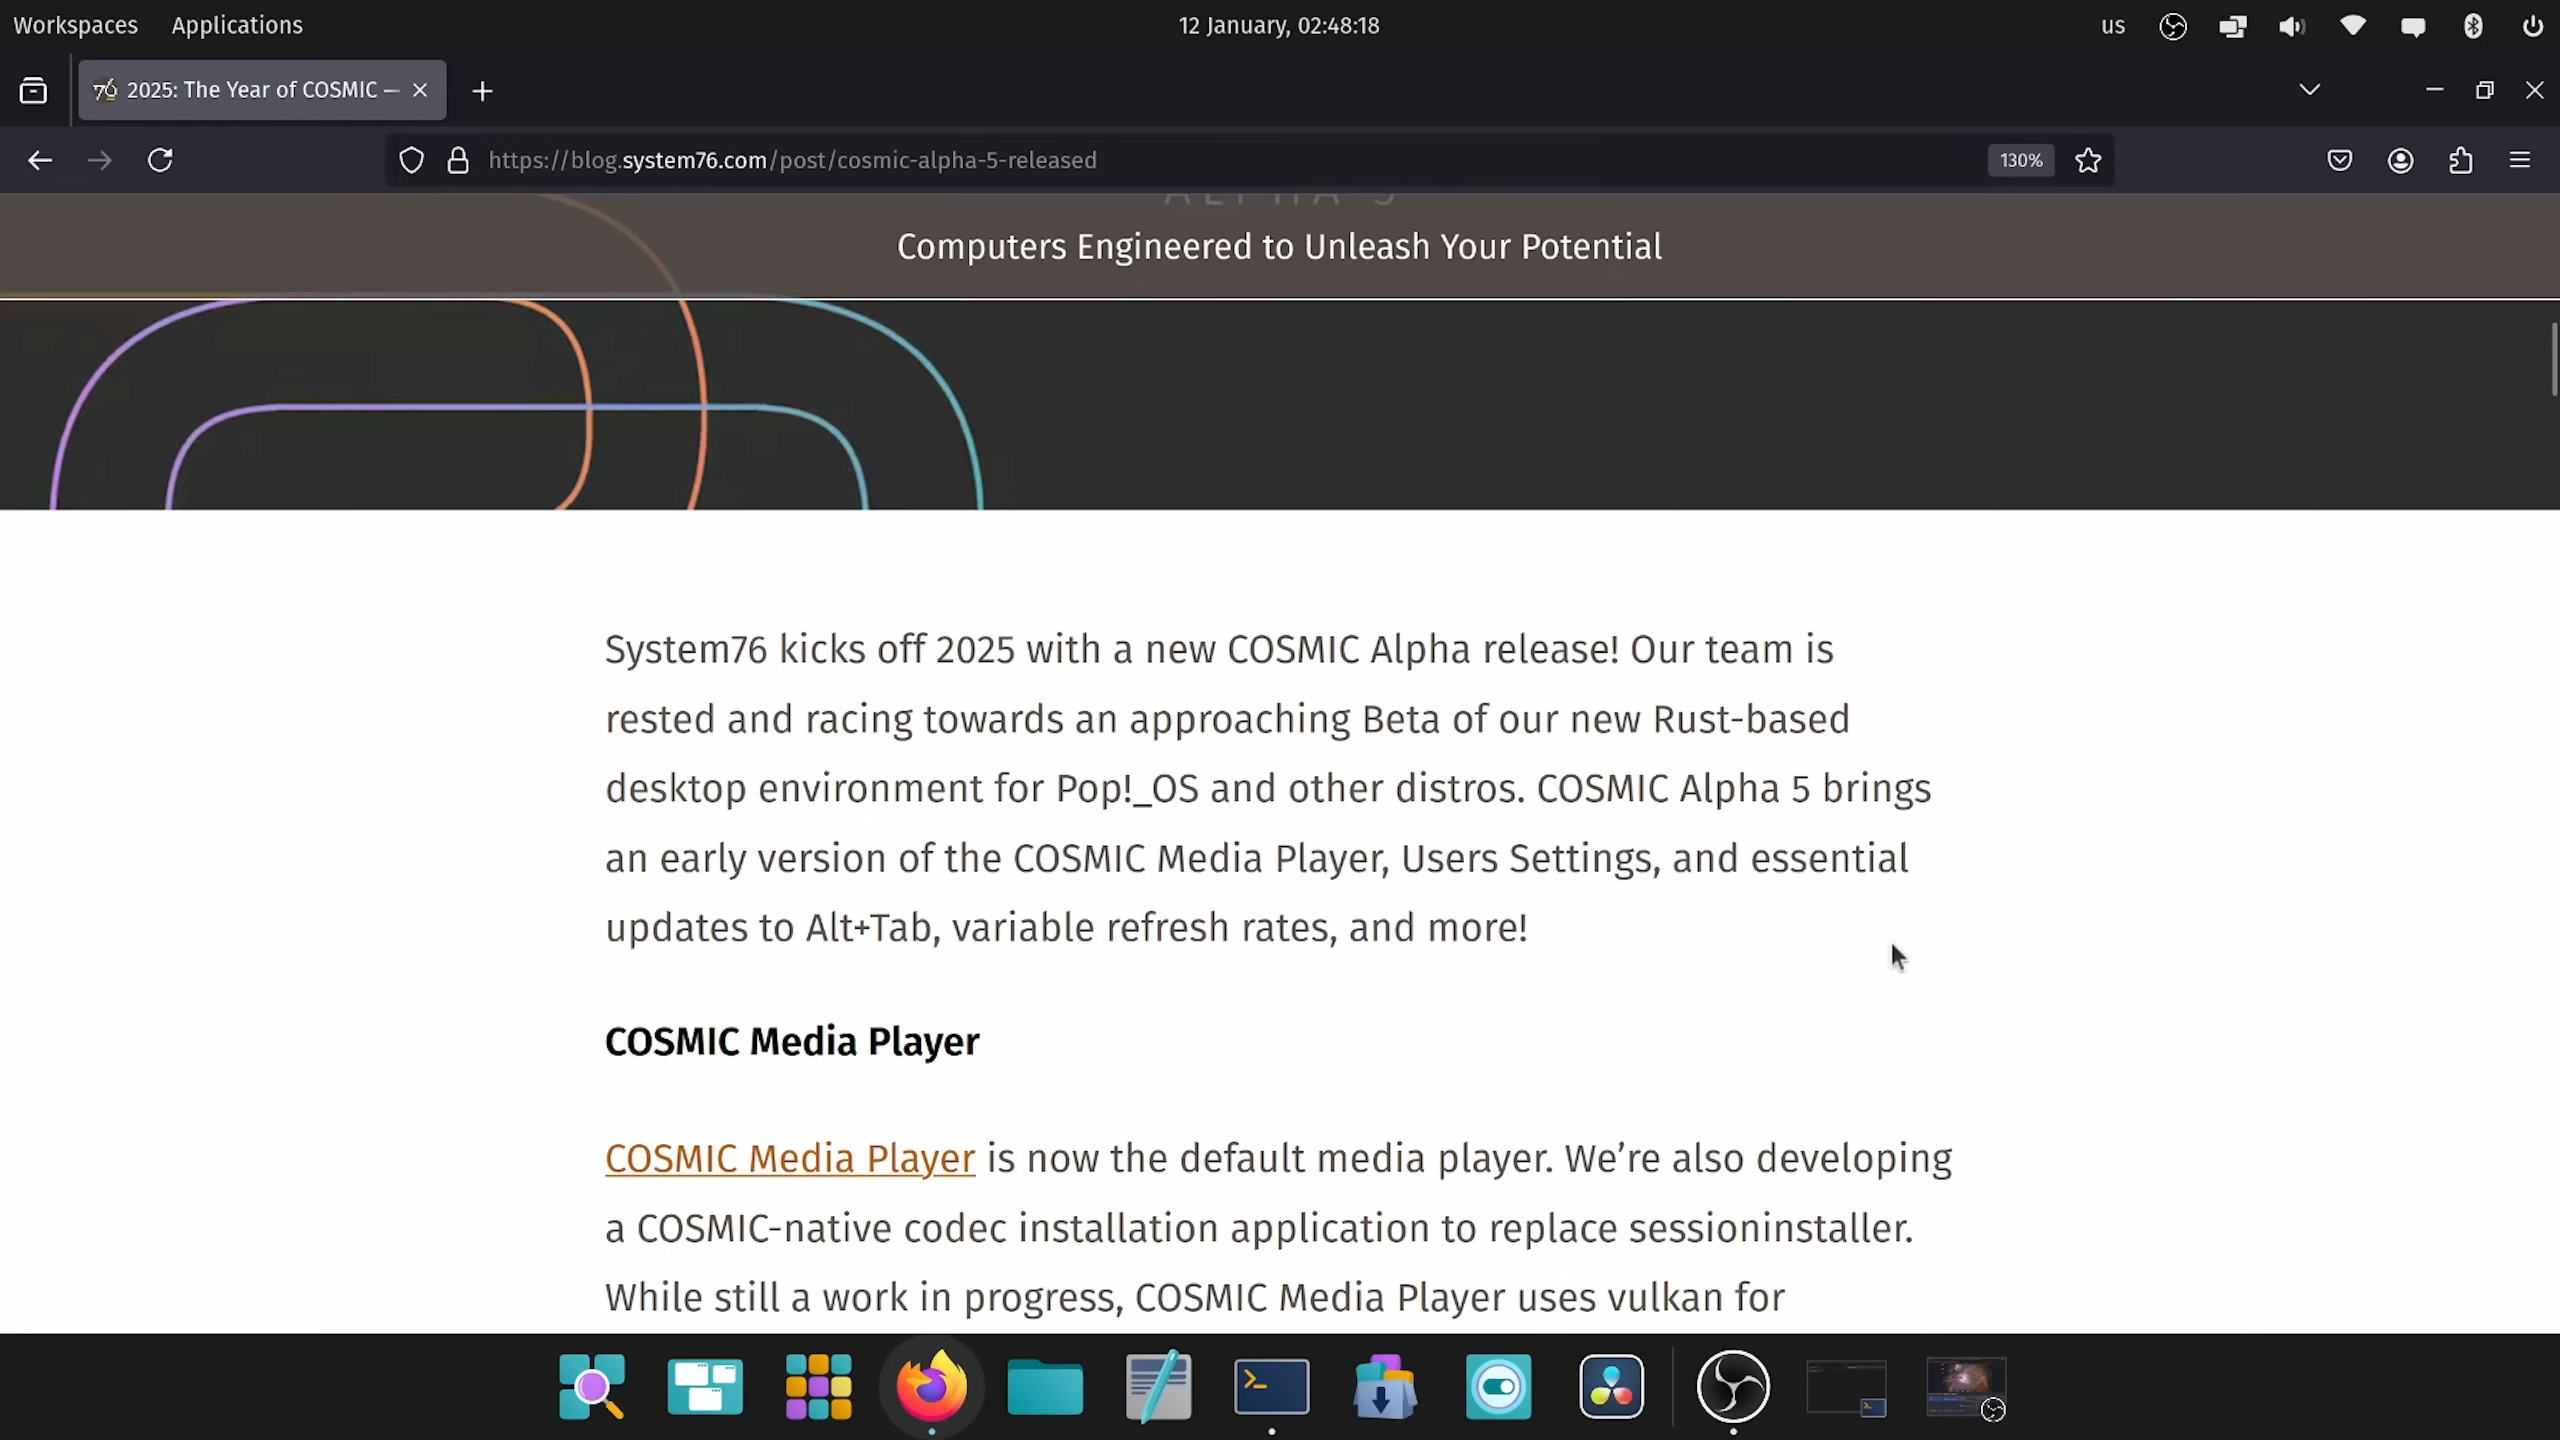 Workspaces Applications 12 January, 02:48:18 us
2025: The Year of COSMIC —
https://blog.system76.com/post/cosmic-alpha-5-released 130%
ALPHA 5
Computers Engineered to Unleash Your Potential
System76 kicks off 2025 with a new COSMIC Alpha release! Our team is
rested and racing towards an approaching Beta of our new Rust-based
desktop environment for Pop!_OS and other distros. COSMIC Alpha 5 brings
an early version of the COSMIC Media Player, Users Settings, and essential
updates to Alt+Tab, variable refresh rates, and more!
COSMIC Media Player
COSMIC Media Player is now the default media player. We’re also developing
a COSMIC-native codec installation application to replace sessioninstaller.
While still a work in progress, COSMIC Media Player uses vulkan for